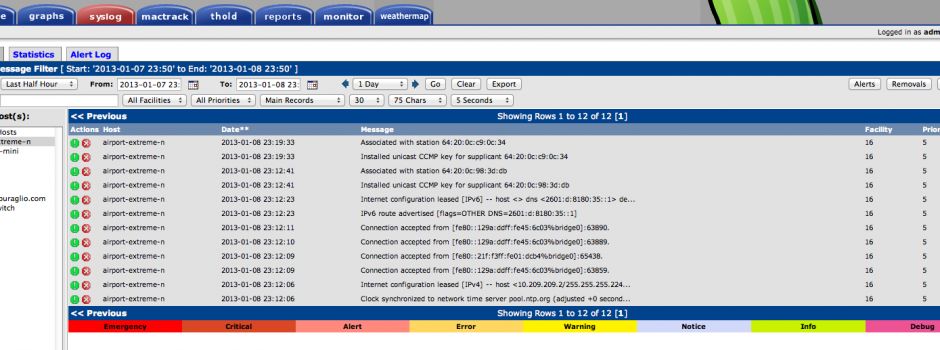 e graphs syslog mactrack thold reports monitor weathermap
Logged in as adm
Statistics Alert Log
essage Filter [ Start: '2013-01-07 23:50' to End: '2013-01-08 23:50' ]
Last Half Hour From: 2013-01-07 23: To: 2013-01-08 23: 1 Day Go Clear Export Alerts Removals
All Facilities All Priorities Main Records 30 75 Chars 5 Seconds
ost(s): << Previous Showing Rows 1 to 12 of 12 [1]
Hosts
Actions Host Date** Message Facility Prior
xtreme-n airport-extreme-n 2013-01-08 23:19:33 Associated with station 64:20:0c:c9:0c:34 16 5
-mini airport-extreme-n 2013-01-08 23:19:33 Installed unicast CCMP key for supplicant 64:20:0c:c9:0c:34 16 5
airport-extreme-n 2013-01-08 23:12:41 Associated with station 64:20:0c:98:3d:db 16 5
airport-extreme-n 2013-01-08 23:12:41 Installed unicast CCMP key for supplicant 64:20:0c:98:3d:db 16 5
ouraglio.com airport-extreme-n 2013-01-08 23:12:23 Internet configuration leased [IPv6] -- host <> dns <2601:d:8180:35::1> de... 16 5
witch airport-extreme-n 2013-01-08 23:12:23 IPv6 route advertised [flags=OTHER DNS=2601:d:8180:35::1] 16 5
airport-extreme-n 2013-01-08 23:12:11 Connection accepted from [fe80::129a:ddff:fe45:6c03%bridge0]:63890. 16 5
airport-extreme-n 2013-01-08 23:12:10 Connection accepted from [fe80::129a:ddff:fe45:6c03%bridge0]:63889. 16 5
airport-extreme-n 2013-01-08 23:12:09 Connection accepted from [fe80::21f:f3ff:fe01:dcb4%bridge0]:65438. 16 5
airport-extreme-n 2013-01-08 23:12:09 Connection accepted from [fe80::129a:ddff:fe45:6c03%bridge0]:63859. 16 5
airport-extreme-n 2013-01-08 23:12:06 Internet configuration leased [IPv4] -- host <10.209.209.2/255.255.255.224... 16 5
airport-extreme-n 2013-01-08 23:12:06 Clock synchronized to network time server pool.ntp.org (adjusted +0 second... 16 5
<< Previous Showing Rows 1 to 12 of 12 [1]
Emergency Critical Alert Error Warning Notice Info Debug